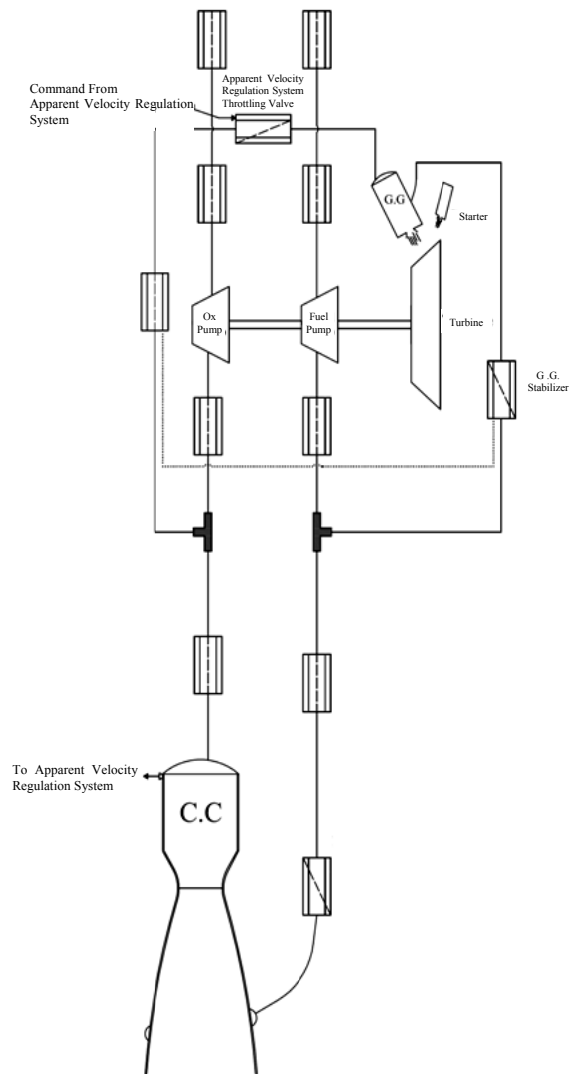 Command From
Apparent Velocity Regulation
System
Apparent Velocity
Regulation System
Throttling Valve
G.G
Starter
Ox
Pump
Fuel
Pump
Turbine
G .G.
Stabilizer
To Apparent Velocity
Regulation System
C.C